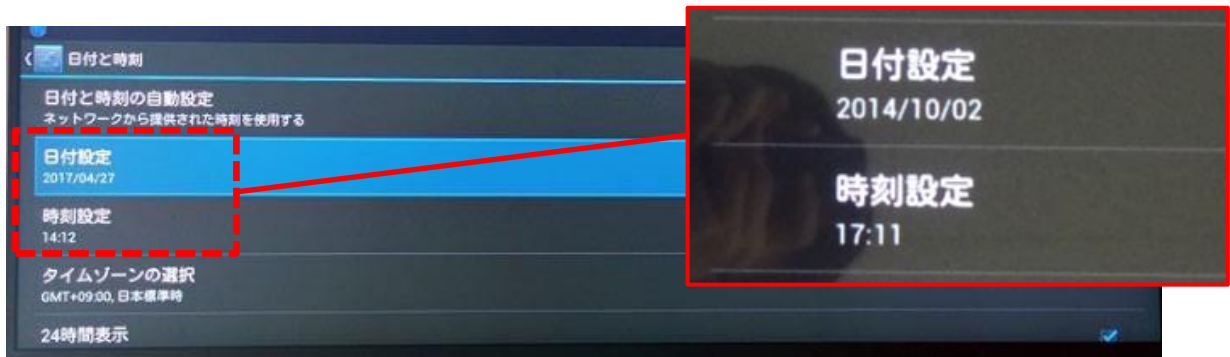 日付と時刻
日付と時刻の自動設定
ネットワークから提供された時刻を使用する
日付設定
2017/04/27
時刻設定
14:12
タイムゾーンの選択
GMT+09:00, 日本標準時
24時間表示
日付設定
2014/10/02
時刻設定
17:11